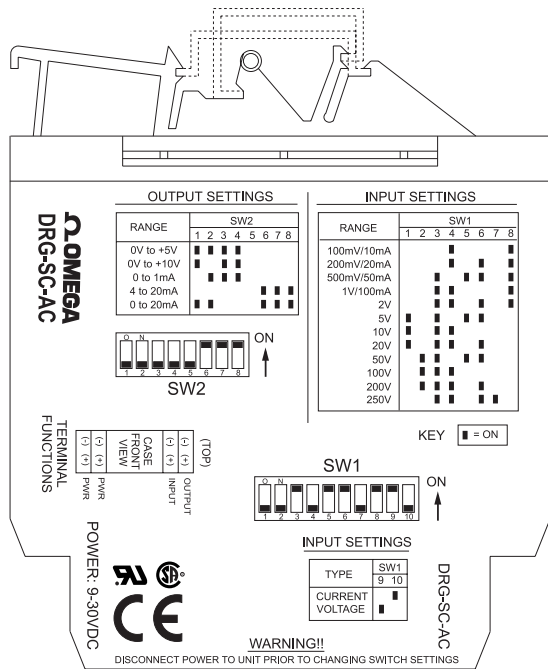 OUTPUT SETTINGS
RANGE SW2
1 2 3 4 5 6 7 8
0V to +5V
0V to +10V
0 to 1mA
4 to 20mA
0 to 20mA
O N
1 2 3 4 5 6 7 8
ON
SW2
INPUT SETTINGS
RANGE SW1
1 2 3 4 5 6 7 8
100mV/10mA
200mV/20mA
500mV/50mA
1V/100mA
2V
5V
10V
20V
50V
100V
200V
250V
KEY = ON
Ω OMEGA
DRG-SC-AC
TERMINAL
FUNCTIONS
(-) (+) PWR
(-) (+) PWR
CASE
FRONT
VIEW
(-) (+) INPUT
(-) (+) OUTPUT
(TOP)
SW1
O N
1 2 3 4 5 6 7 8 9 10
ON
INPUT SETTINGS
TYPE SW1
9 10
CURRENT
VOLTAGE
POWER: 9-30VDC
SA
CE
DRG-SC-AC
WARNING!!
DISCONNECT POWER TO UNIT PRIOR TO CHANGING SWITCH SETTINGS